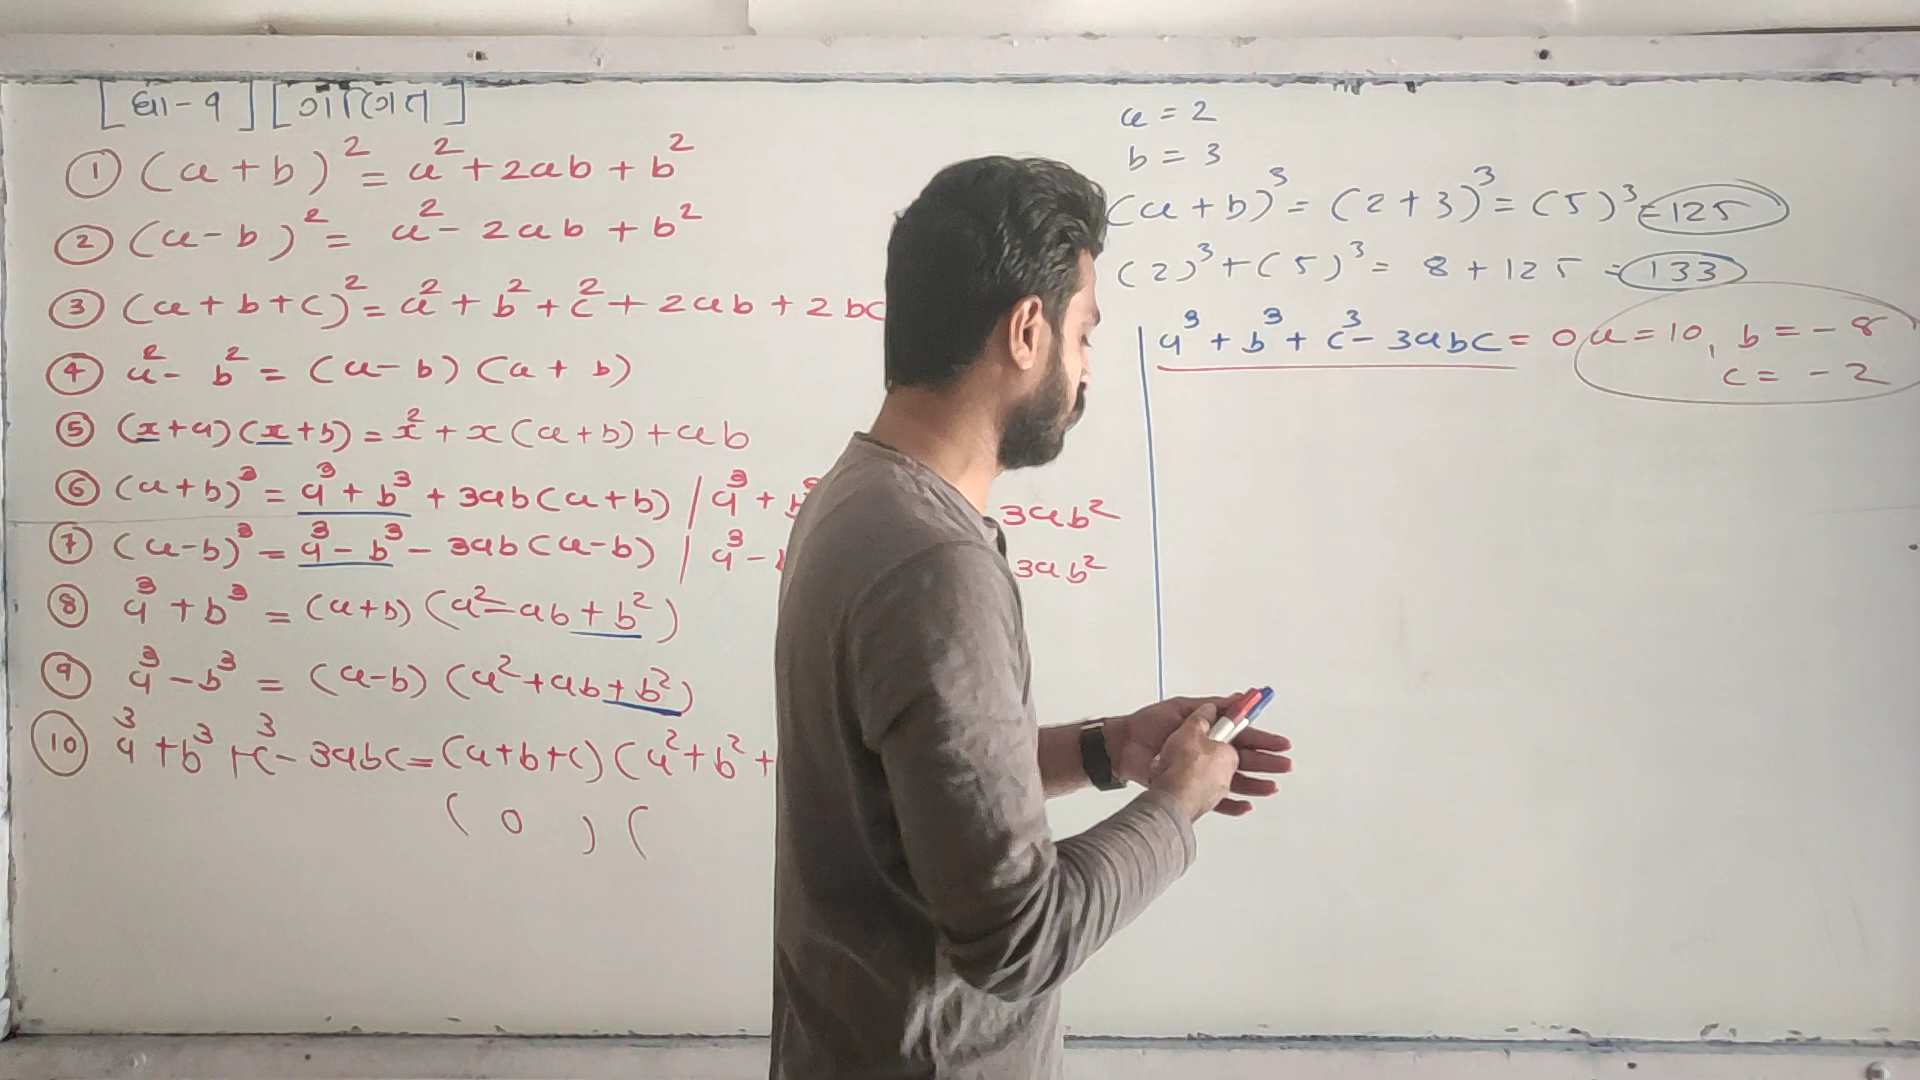 [ધો-૧] [ગણિત]
① (a+b)² = a² + 2ab + b²
② (a-b)² = a² - 2ab + b²
③ (a+b+c)² = a² + b² + c² + 2ab + 2bc
④ a² - b² = (a-b) (a+b)
⑤ (x+a)(x+b) = x² + x(a+b) + ab
⑥ (a+b)³ = a³ + b³ + 3ab(a+b) / a³ + b³ 3ab²
⑦ (a-b)³ = a³ - b³ - 3ab(a-b) / a³ - 3ab²
⑧ a³ + b³ = (a+b) (a² - ab + b²)
⑨ a³ - b³ = (a-b) (a² + ab + b²)
⑩ a³ + b³ + c³ - 3abc = (a+b+c) (a² + b² +
( 0 ) (
a = 2
b = 3
(a+b)³ = (2+3)³ = (5)³ = 125
(2)³ + (5)³ = 8 + 125 = 133
a³ + b³ + c³ - 3abc = 0 a = 10, b = -8
c = -2